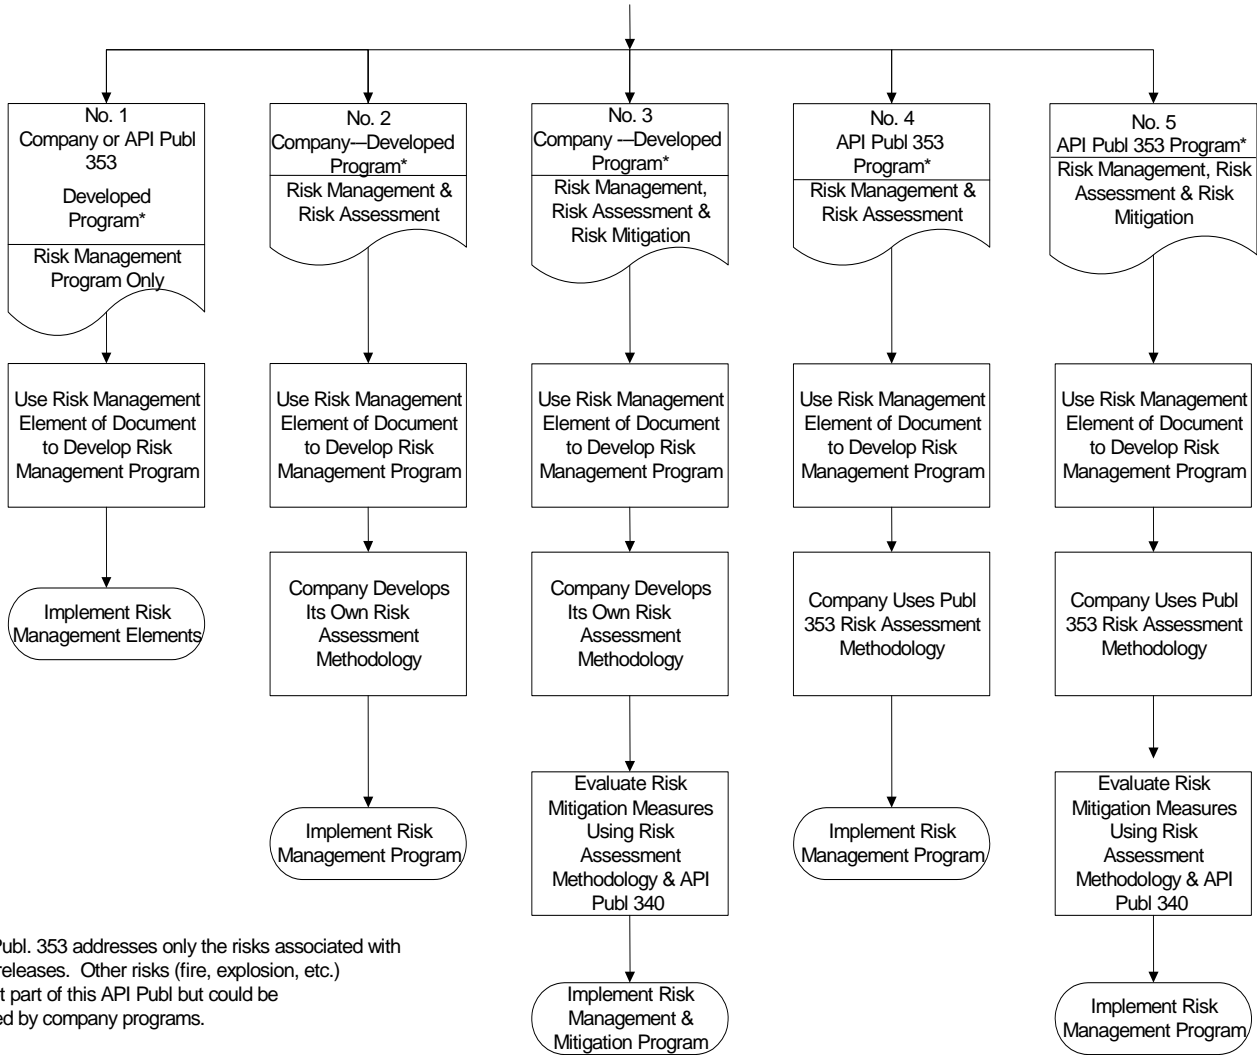 No. 1
Company or API Publ
353
Developed
Program*
Risk Management
Program Only
Use Risk Management
Element of Document
to Develop Risk
Management Program
Implement Risk
Management Elements
No. 2
Company---Developed
Program*
Risk Management &
Risk Assessment
Use Risk Management
Element of Document
to Develop Risk
Management Program
Company Develops
Its Own Risk
Assessment
Methodology
Implement Risk
Management Program
No. 3
Company ---Developed
Program*
Risk Management,
Risk Assessment &
Risk Mitigation
Use Risk Management
Element of Document
to Develop Risk
Management Program
Company Develops
Its Own Risk
Assessment
Methodology
Evaluate Risk
Mitigation Measures
Using Risk
Assessment
Methodology & API
Publ 340
Implement Risk
Management &
Mitigation Program
No. 4
API Publ 353
Program*
Risk Management &
Risk Assessment
Use Risk Management
Element of Document
to Develop Risk
Management Program
Company Uses Publ
353 Risk Assessment
Methodology
Implement Risk
Management Program
No. 5
API Publ 353 Program*
Risk Management, Risk
Assessment & Risk
Mitigation
Use Risk Management
Element of Document
to Develop Risk
Management Program
Company Uses Publ
353 Risk Assessment
Methodology
Evaluate Risk
Mitigation Measures
Using Risk
Assessment
Methodology & API
Publ 340
Implement Risk
Management Program
Publ. 353 addresses only the risks associated with
releases. Other risks (fire, explosion, etc.)
part of this API Publ but could be
by company programs.